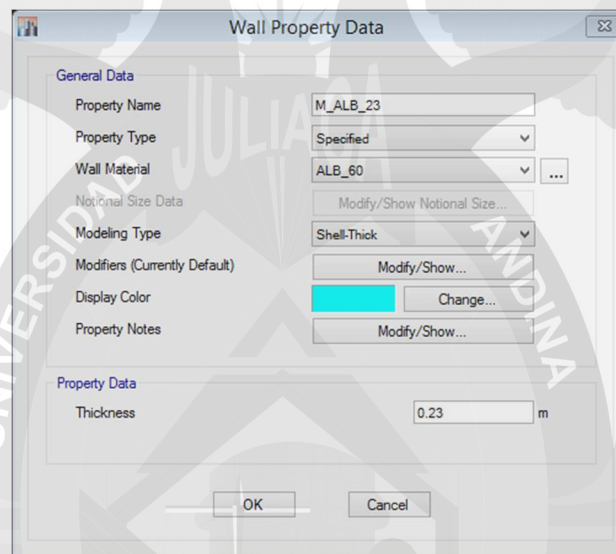 Wall Property Data
General Data
Property Name M_ALB_23
Property Type Specified
Wall Material ALB_60 ...
Notional Size Data Modify/Show Notional Size...
Modeling Type Shell-Thick
Modifiers (Currently Default) Modify/Show...
Display Color Change...
Property Notes Modify/Show...
Property Data
Thickness 0.23 m
OK Cancel
JULIACA
ANDINA